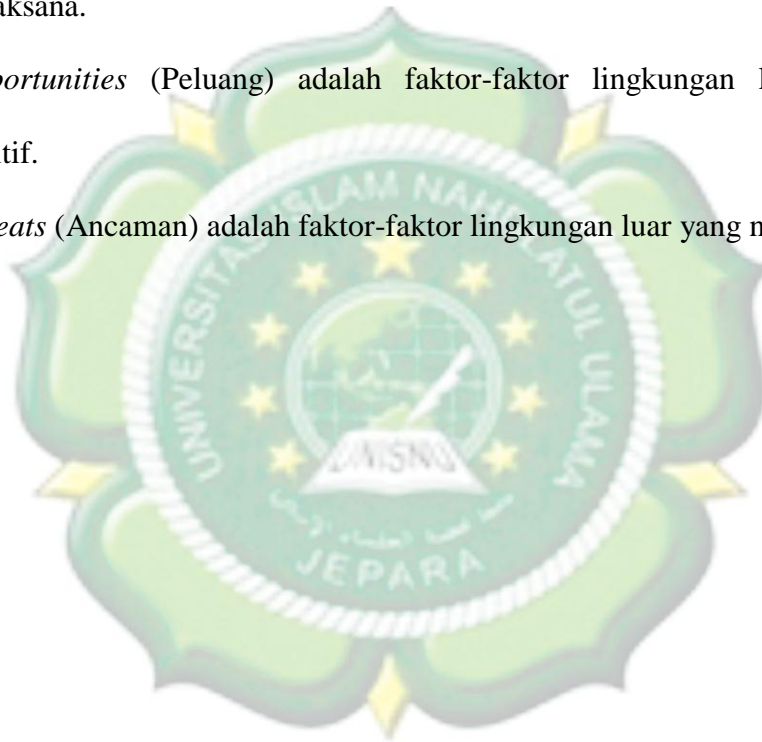 aksana.
portunities (Peluang) adalah faktor-faktor lingkungan
tif.
eats (Ancaman) adalah faktor-faktor lingkungan luar yang
UNIVERSITAS ISLAM NAHDLATUL ULAMA
UNISNU
JEPARA